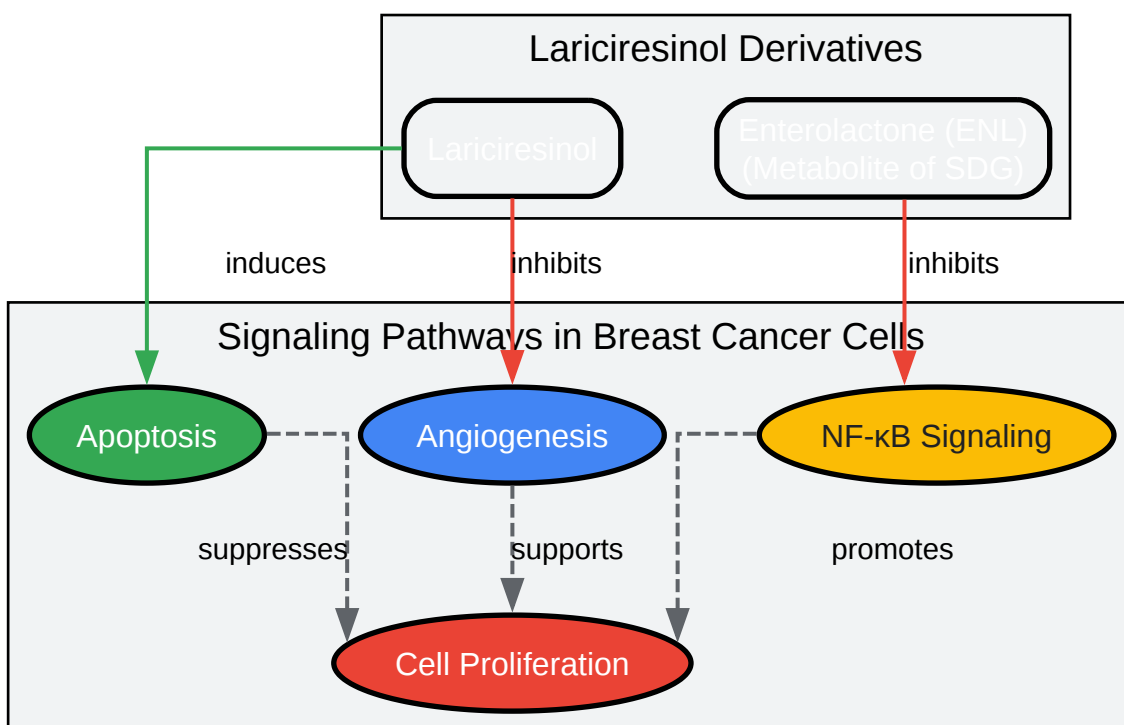 Lariciresinol Derivatives
Lariciresinol
Enterolactone (ENL)
(Metabolite of SDG)
induces
inhibits
inhibits
Signaling Pathways in Breast Cancer Cells
Apoptosis
Angiogenesis
NF-κB Signaling
suppresses
supports
promotes
Cell Proliferation